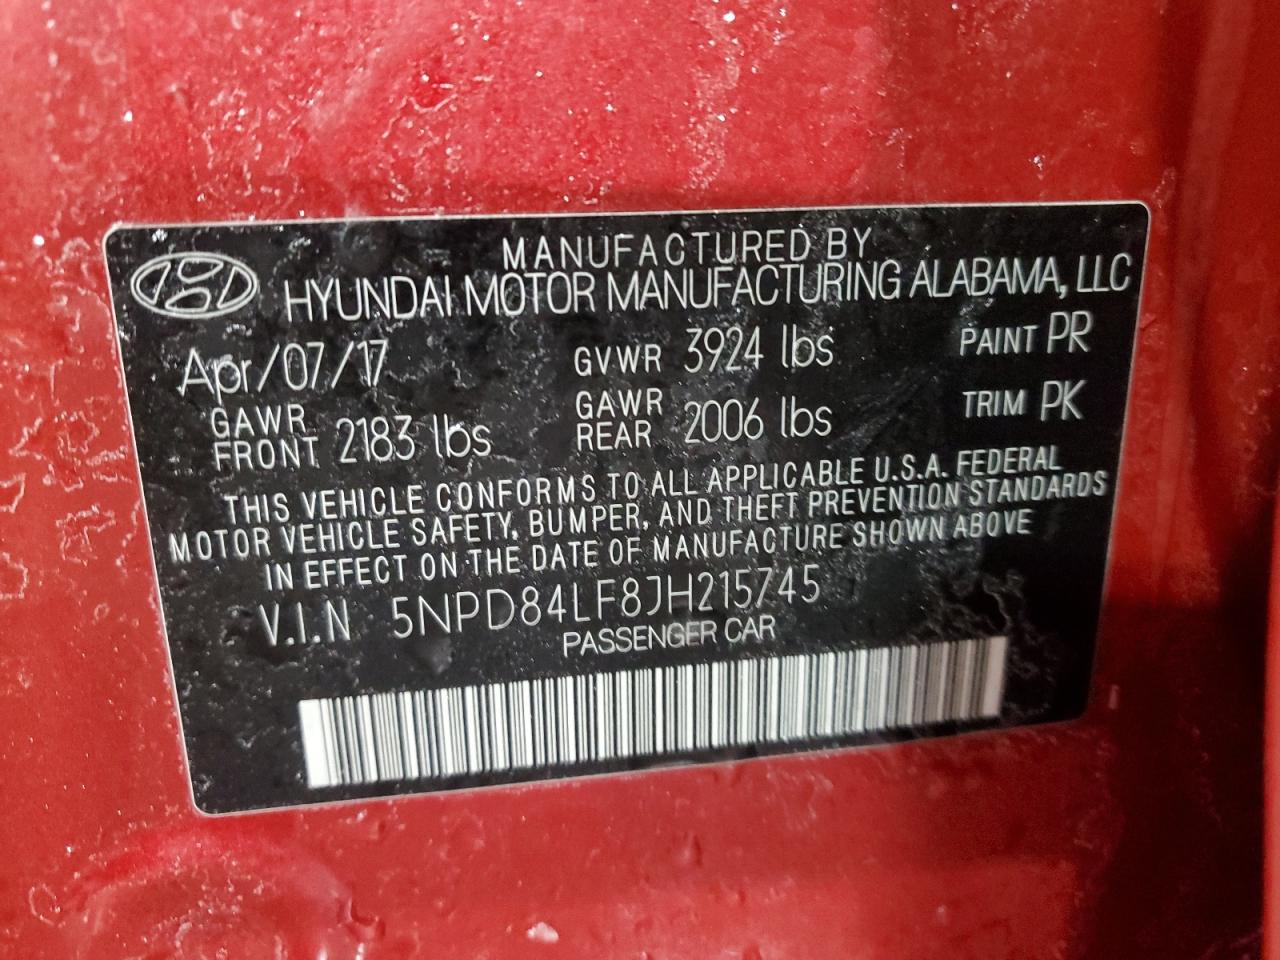 MANUFACTURED BY
HYUNDAI MOTOR MANUFACTURING ALABAMA, LLC
Apr/07/17 GVWR 3924 lbs PAINT PR
GAWR FRONT 2183 lbs GAWR REAR 2006 lbs TRIM PK
THIS VEHICLE CONFORMS TO ALL APPLICABLE U.S.A. FEDERAL
MOTOR VEHICLE SAFETY, BUMPER, AND THEFT PREVENTION STANDARDS
IN EFFECT ON THE DATE OF MANUFACTURE SHOWN ABOVE
V.I.N 5NPD84LF8JH215745
PASSENGER CAR